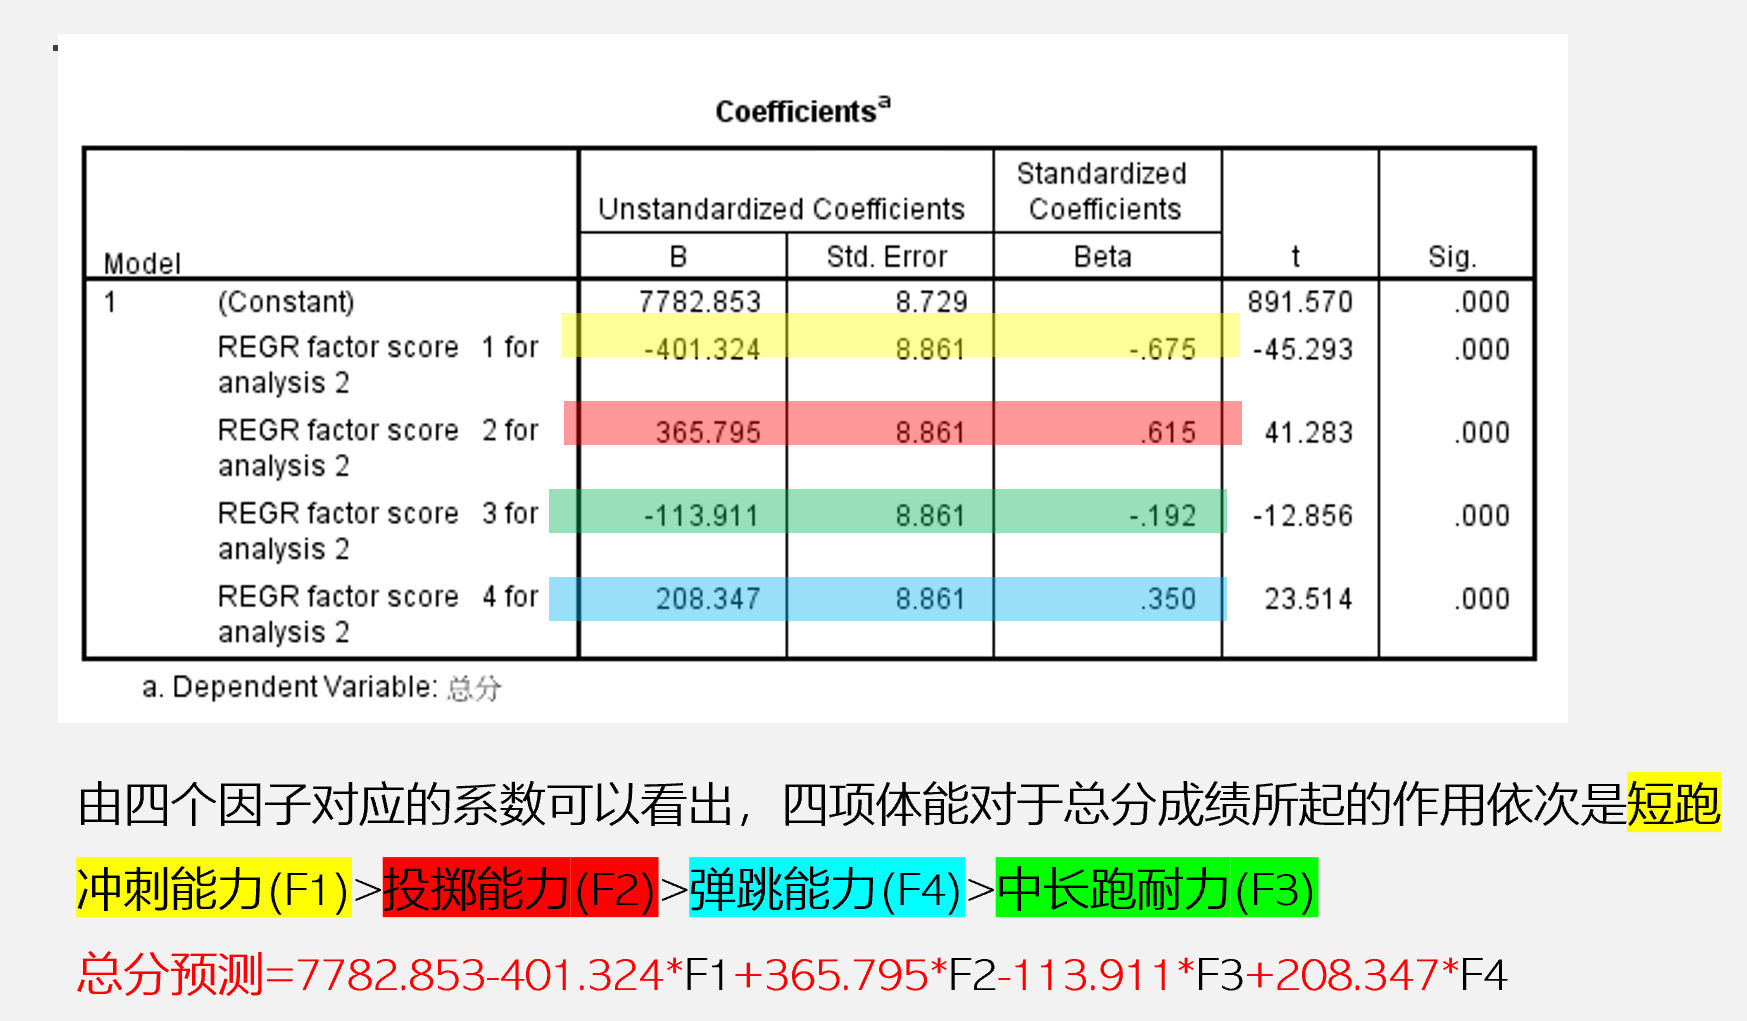 Coefficientsᵃ
Model Unstandardized Coefficients Standardized Coefficients t Sig.
B Std. Error Beta
1 (Constant) 7782.853 8.729 891.570 .000
REGR factor score 1 for analysis 2 -401.324 8.861 -.675 -45.293 .000
REGR factor score 2 for analysis 2 365.795 8.861 .615 41.283 .000
REGR factor score 3 for analysis 2 -113.911 8.861 -.192 -12.856 .000
REGR factor score 4 for analysis 2 208.347 8.861 .350 23.514 .000
a. Dependent Variable: 总分
由四个因子对应的系数可以看出，四项体能对于总分成绩所起的作用依次是短跑
冲刺能力(F1)>投掷能力(F2)>弹跳能力(F4)>中长跑耐力(F3)
总分预测=7782.853-401.324*F1+365.795*F2-113.911*F3+208.347*F4